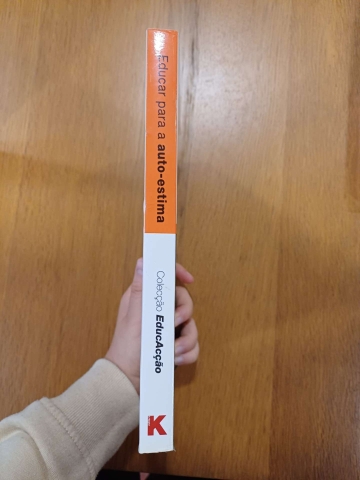 Educar para a auto-estima
Colecção EducAcção
K